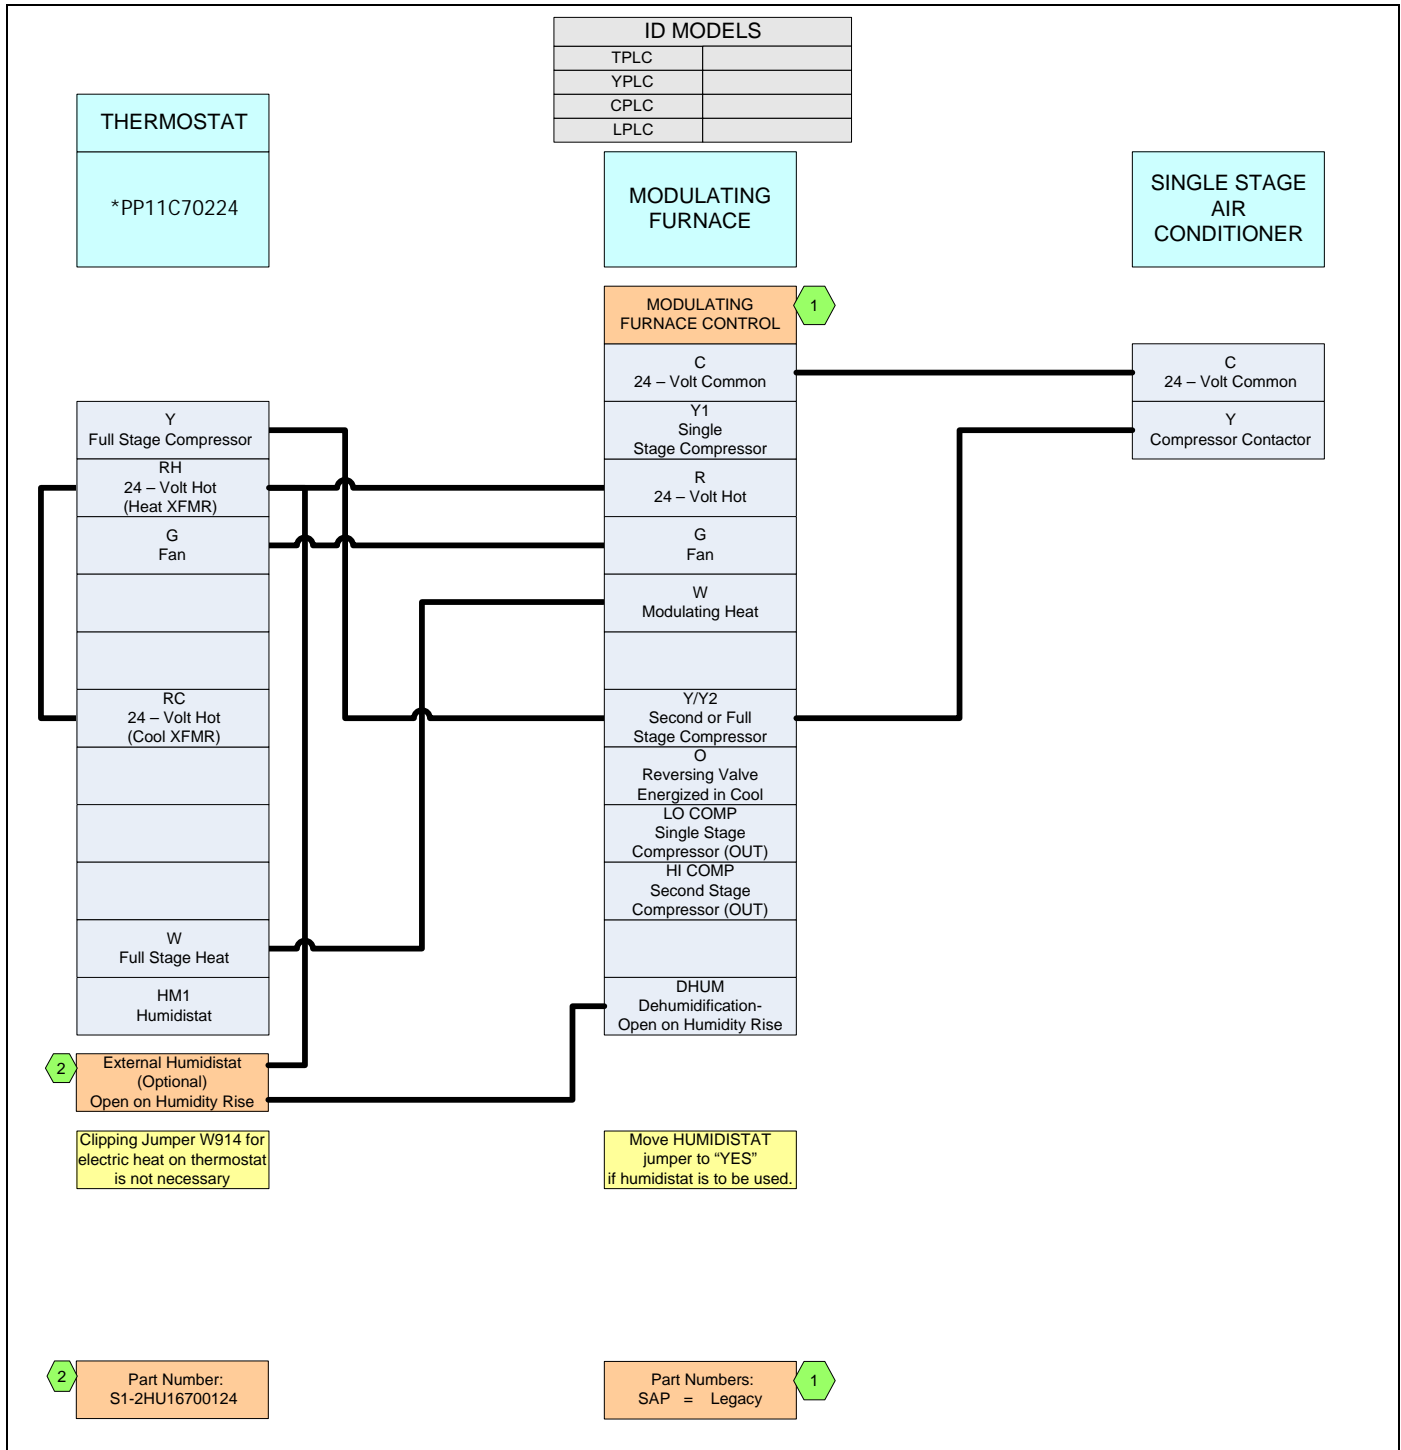 ID MODELS
TPLC
YPLC
CPLC
LPLC
THERMOSTAT
*PP11C70224
MODULATING
FURNACE
SINGLE STAGE
AIR
CONDITIONER
MODULATING
FURNACE CONTROL
1
C
24 – Volt Common
Y1
Single
Stage Compressor
R
24 – Volt Hot
G
Fan
W
Modulating Heat
Y/Y2
Second or Full
Stage Compressor
O
Reversing Valve
Energized in Cool
LO COMP
Single Stage
Compressor (OUT)
HI COMP
Second Stage
Compressor (OUT)
DHUM
Dehumidification-
Open on Humidity Rise
C
24 – Volt Common
Y
Compressor Contactor
Y
Full Stage Compressor
RH
24 – Volt Hot
(Heat XFMR)
G
Fan
RC
24 – Volt Hot
(Cool XFMR)
W
Full Stage Heat
HM1
Humidistat
2
External Humidistat
(Optional)
Open on Humidity Rise
Clipping Jumper W914 for
electric heat on thermostat
is not necessary
Move HUMIDISTAT
jumper to “YES”
if humidistat is to be used.
2
Part Number:
S1-2HU16700124
Part Numbers:
SAP = Legacy
1